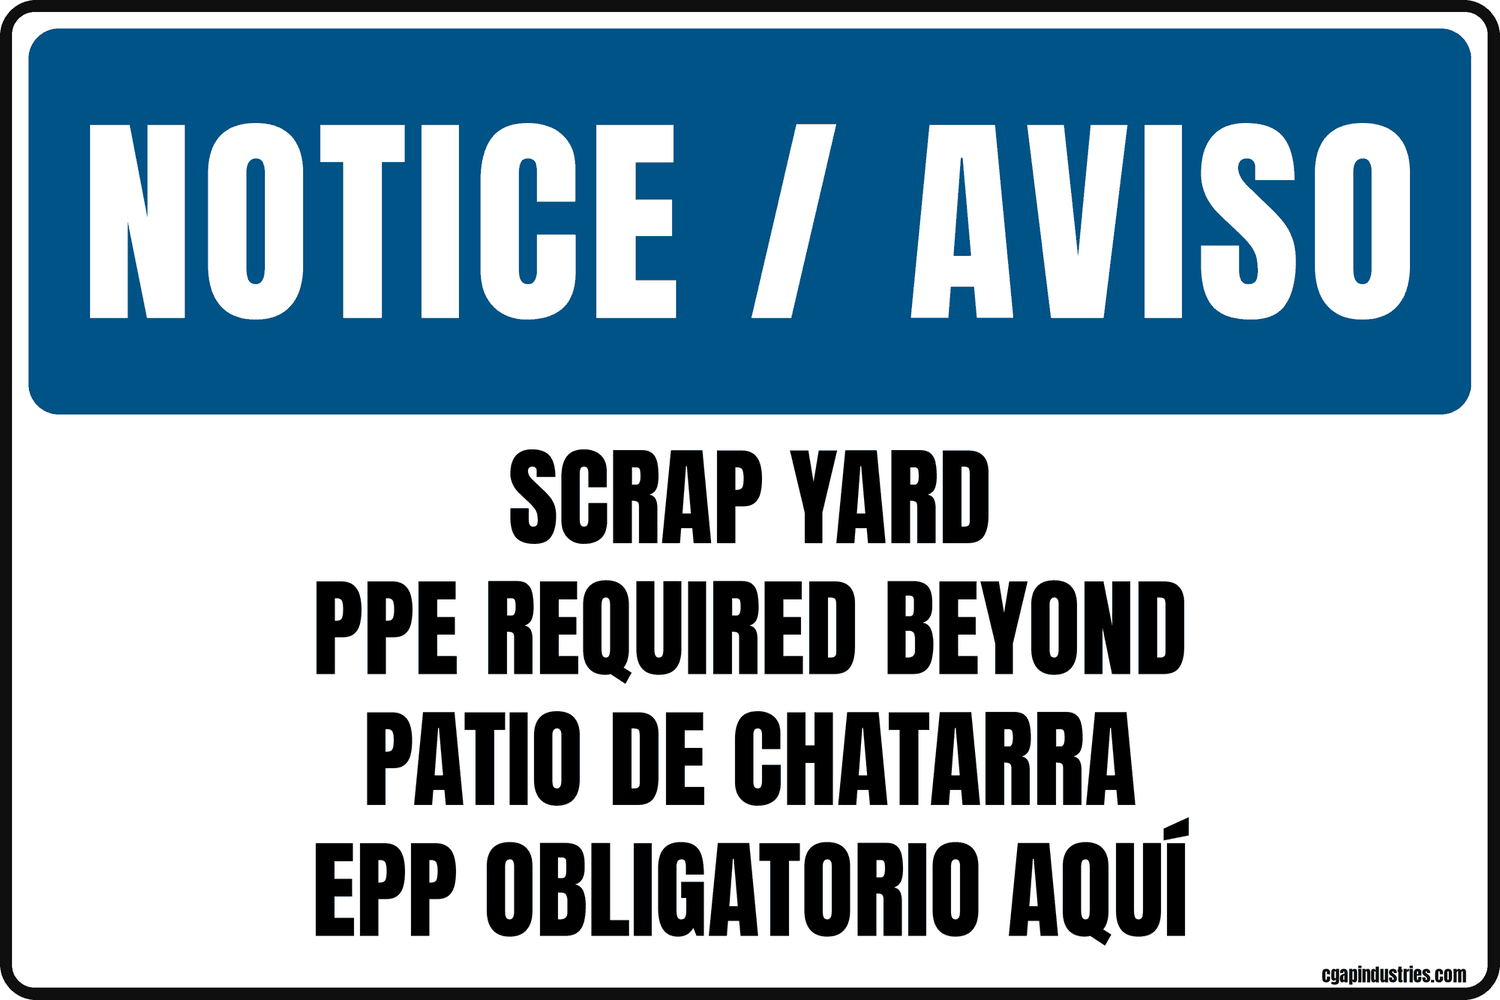 NOTICE / AVISO
SCRAP YARD
PPE REQUIRED BEYOND
PATIO DE CHATARRA
EPP OBLIGATORIO AQUÍ
cgapindustries.com